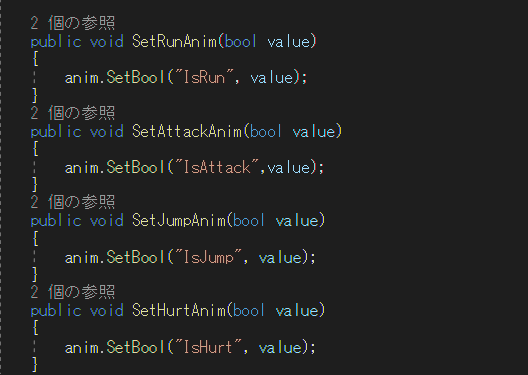 2 個の参照
public void SetRunAnim(bool value)
{
anim.SetBool("IsRun", value);
}
2 個の参照
public void SetAttackAnim(bool value)
{
anim.SetBool("IsAttack",value);
}
2 個の参照
public void SetJumpAnim(bool value)
{
anim.SetBool("IsJump", value);
}
2 個の参照
public void SetHurtAnim(bool value)
{
anim.SetBool("IsHurt", value);
}